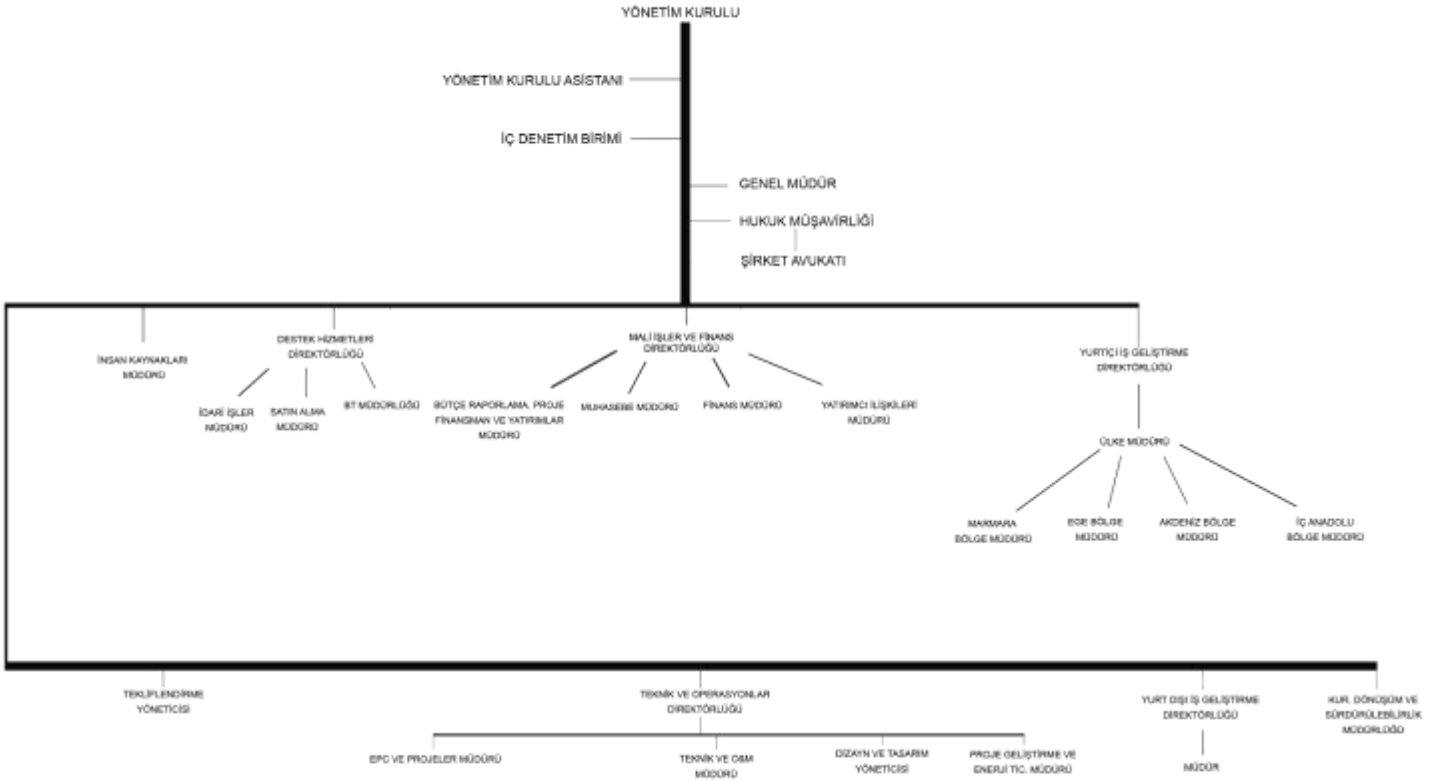 YÖNETİM KURULU
YÖNETİM KURULU ASİSTANI
İÇ DENETİM BİRİMİ
GENEL MÜDÜR
HUKUK MÜŞAVİRLİĞİ
ŞİRKET AVUKATI
İNSAN KAYNAKLARI
MÜDÜRÜ
DESTEK HİZMETLERİ
DİREKTÖRLÜĞÜ
İDARİ İŞLER
MÜDÜRÜ
SATIN ALMA
MÜDÜRÜ
BT MÜDÜRLÜĞÜ
MALİ İŞLER VE FİNANS
DİREKTÖRLÜĞÜ
BÜTÇE RAPORLAMA, PROJE
FİNANSMAN VE YATIRIMLAR
MÜDÜRÜ
MUHASEBE MÜDÜRÜ
FİNANS MÜDÜRÜ
YATIRIMCI İLİŞKİLERİ
MÜDÜRÜ
YURTİÇİ İŞ GELİŞTİRME
DİREKTÖRLÜĞÜ
ÜLKE MÜDÜRÜ
MARMARA
BÖLGE MÜDÜRÜ
EGE BÖLGE
MÜDÜRÜ
AKDENİZ BÖLGE
MÜDÜRÜ
İÇ ANADOLU
BÖLGE MÜDÜRÜ
TEKLİFLENDİRME
YÖNETİCİSİ
TEKNİK VE OPERASYONLAR
DİREKTÖRLÜĞÜ
EPC VE PROJELER MÜDÜRÜ
TEKNİK VE O&M
MÜDÜRÜ
DİZAYN VE TASARIM
YÖNETİCİSİ
PROJE GELİŞTİRME VE
ENERJİ TİC. MÜDÜRÜ
YURT DIŞI İŞ GELİŞTİRME
DİREKTÖRLÜĞÜ
MÜDÜR
KUR. DÖNÜŞÜM VE
SÜRDÜRÜLEBİLİRLİK
MÜDÜRLÜĞÜ